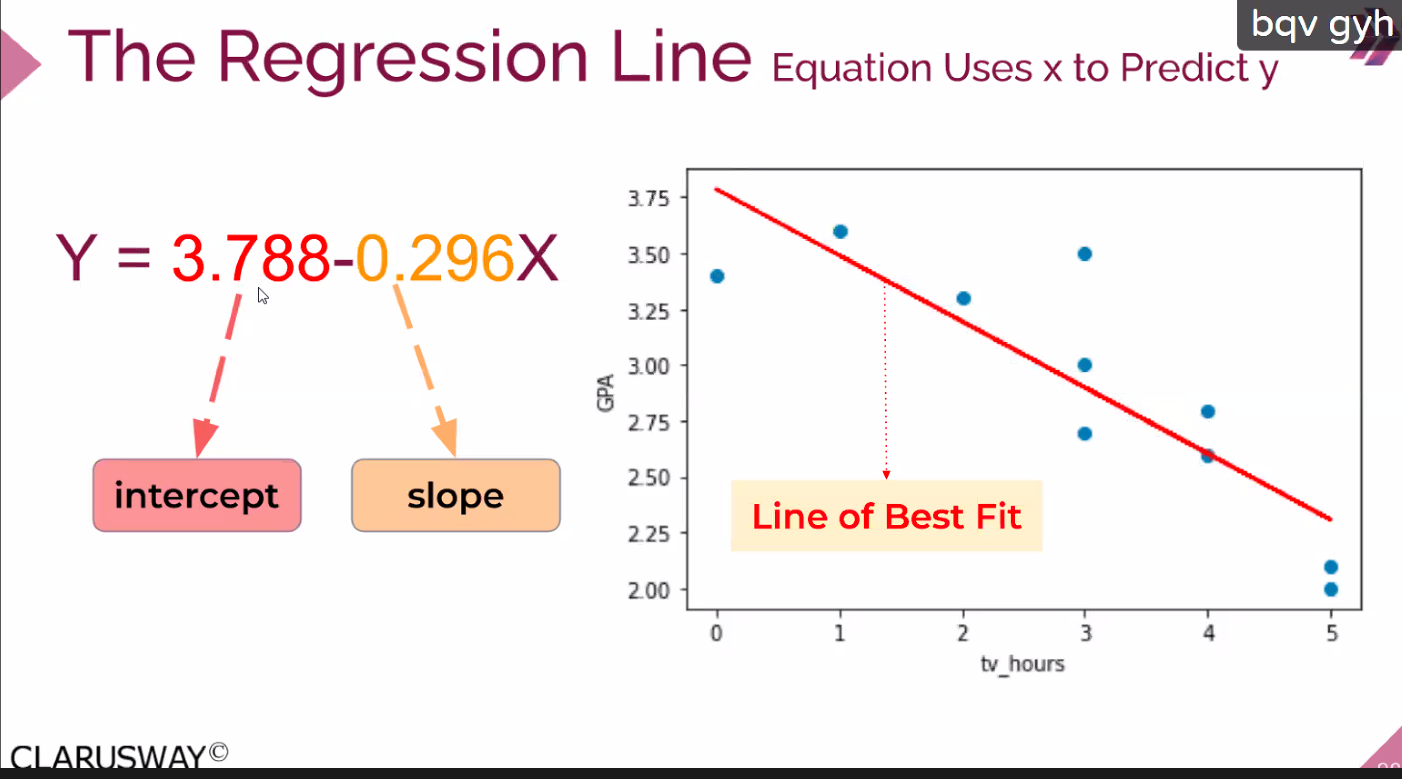 bqv gyh
The Regression Line Equation Uses x to Predict y
Y = 3.788-0.296X
intercept
slope
3.75
3.50
3.25
3.00
2.75
2.50
2.25
2.00
GPA
Line of Best Fit
0 1 2 3 4 5
tv_hours
CLARUSWAY©